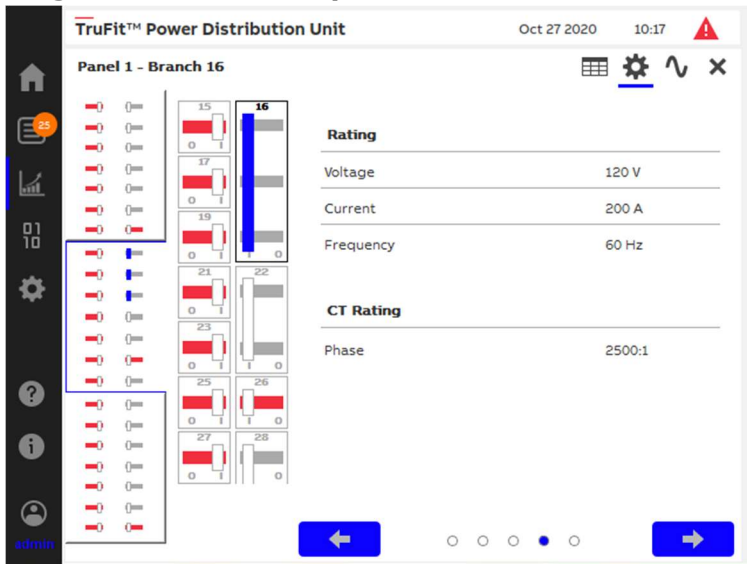 TruFit™ Power Distribution Unit Oct 27 2020 10:17
Panel 1 - Branch 16
25
15 16
O I
17
O I
19
O I I O
21 22
O I
23
O I I O
25 26
O I I O
27 28
O I O
Rating
Voltage 120 V
Current 200 A
Frequency 60 Hz
CT Rating
Phase 2500:1
01
10
?
i
admin